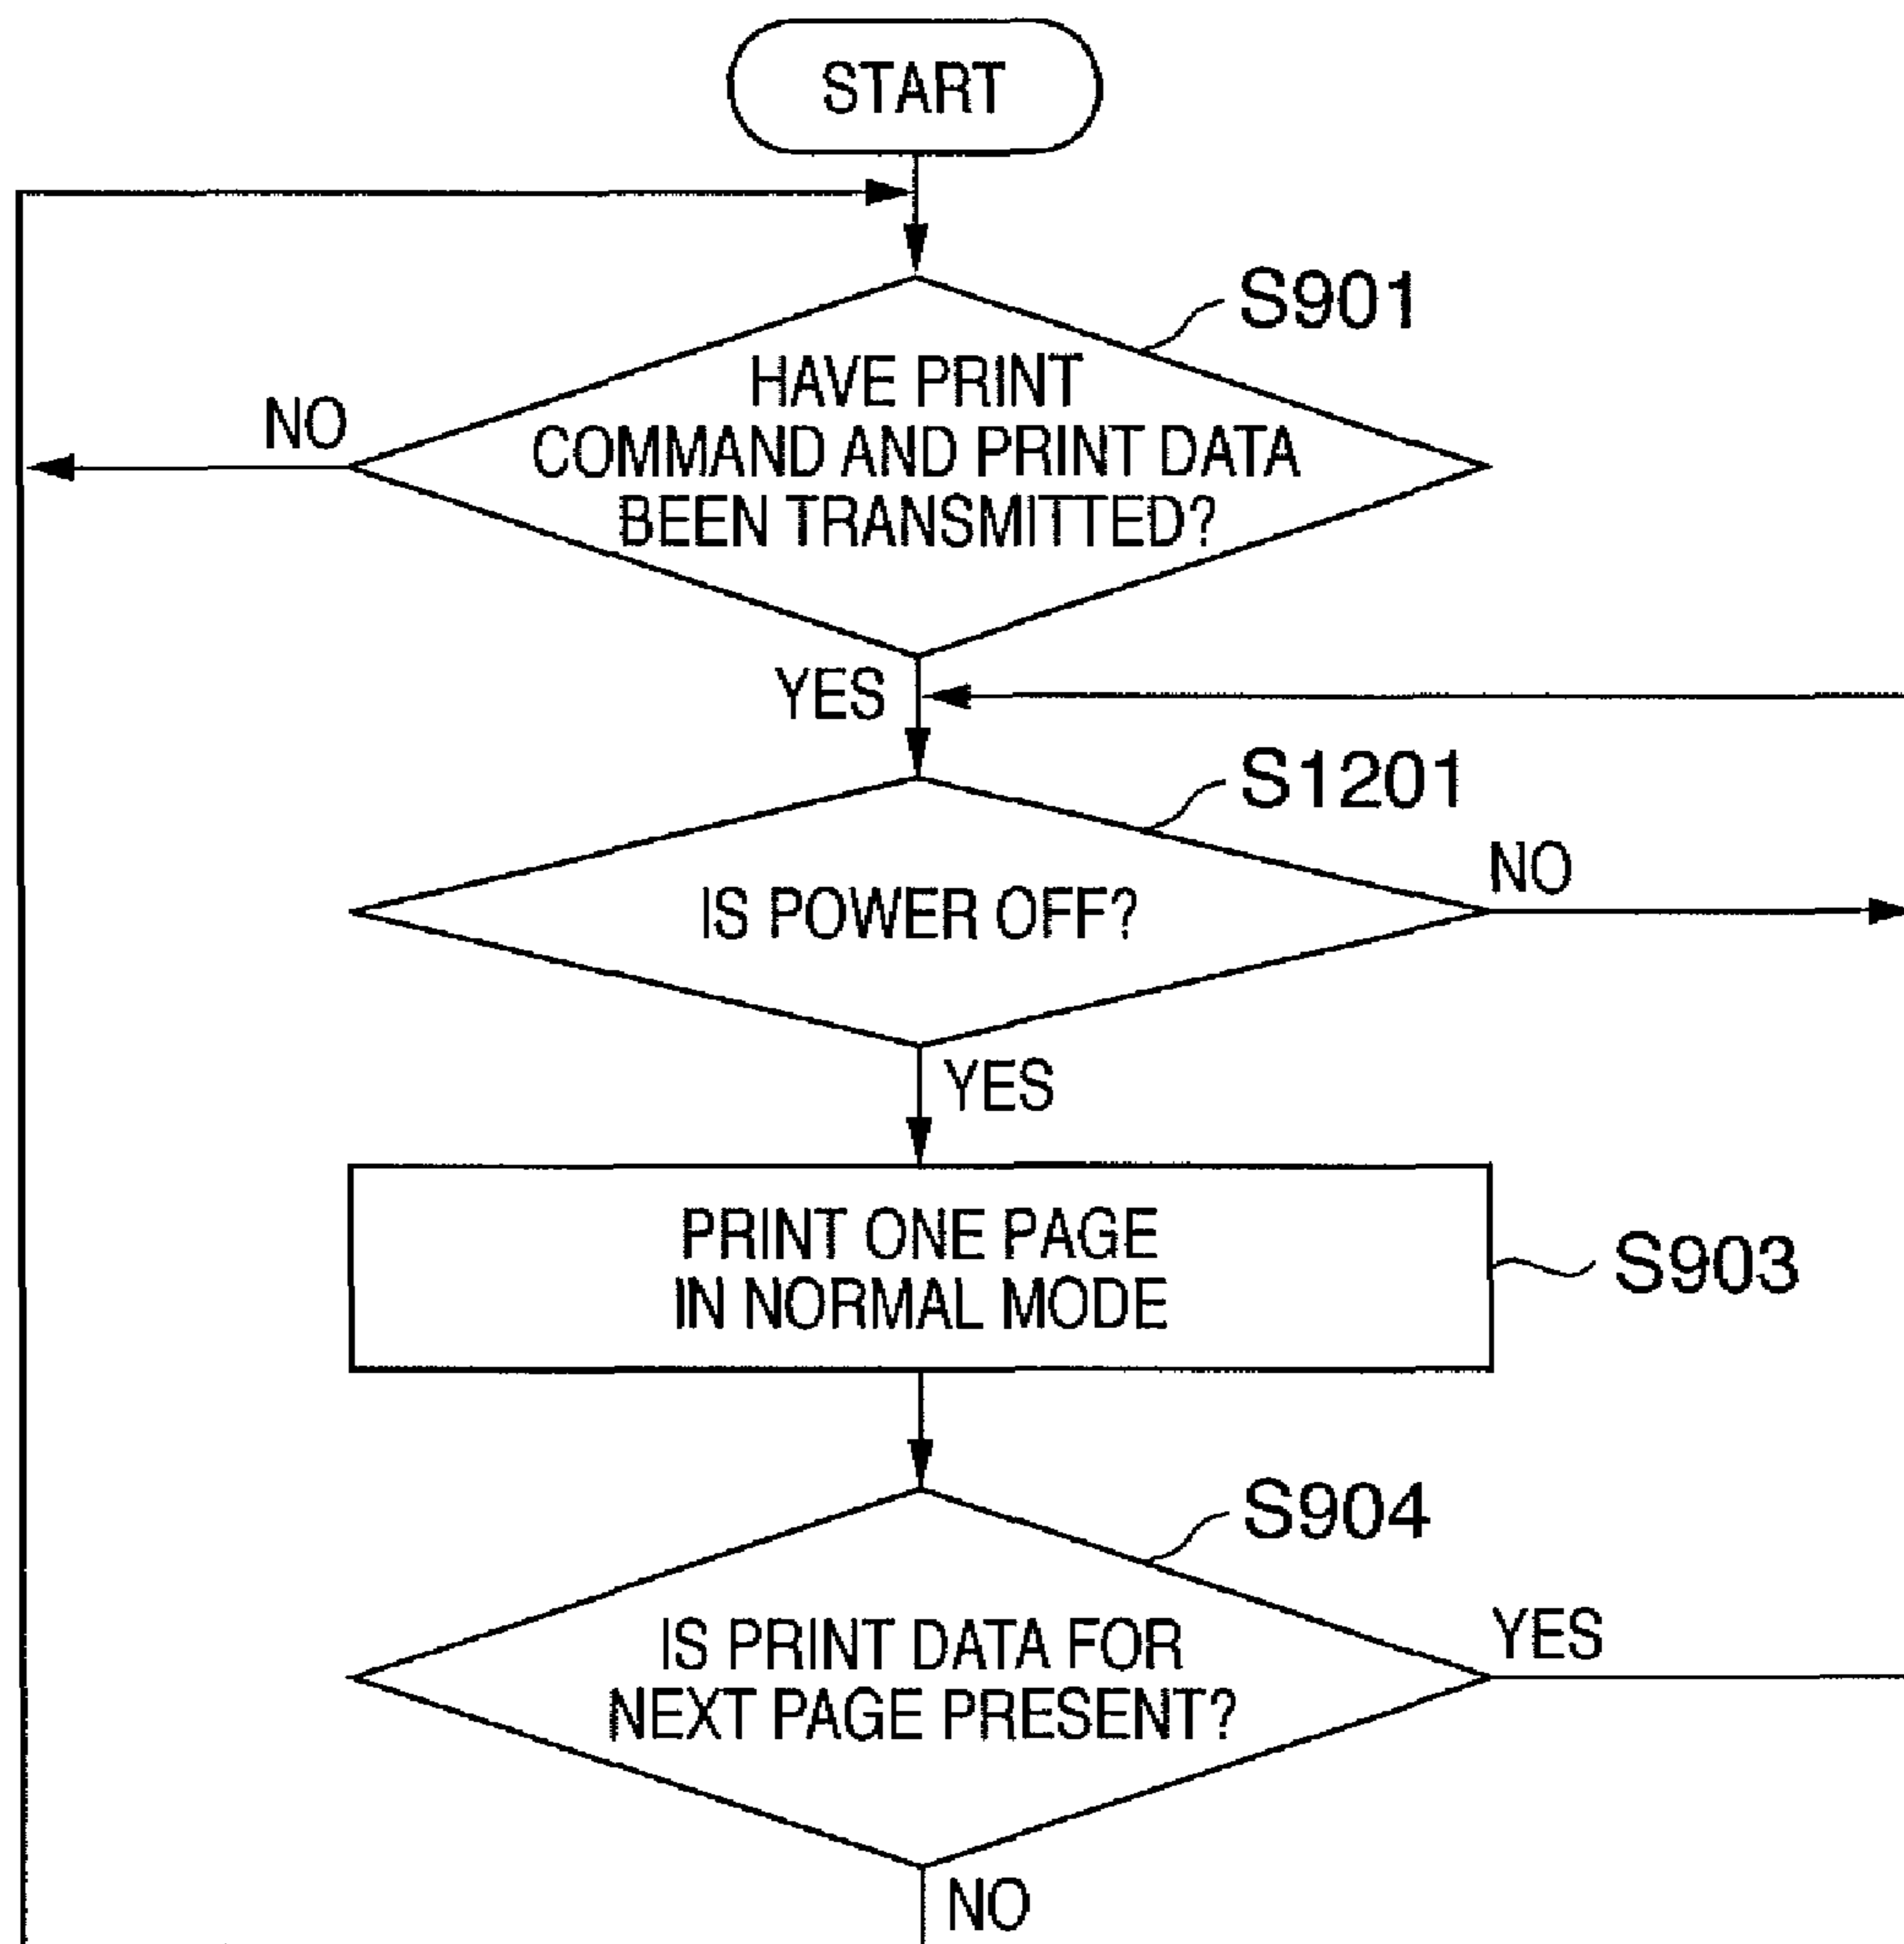 START
S901
HAVE PRINT
COMMAND AND PRINT DATA
BEEN TRANSMITTED?
NO
YES
S1201
IS POWER OFF?
NO
YES
PRINT ONE PAGE
IN NORMAL MODE
S903
S904
IS PRINT DATA FOR
NEXT PAGE PRESENT?
YES
NO